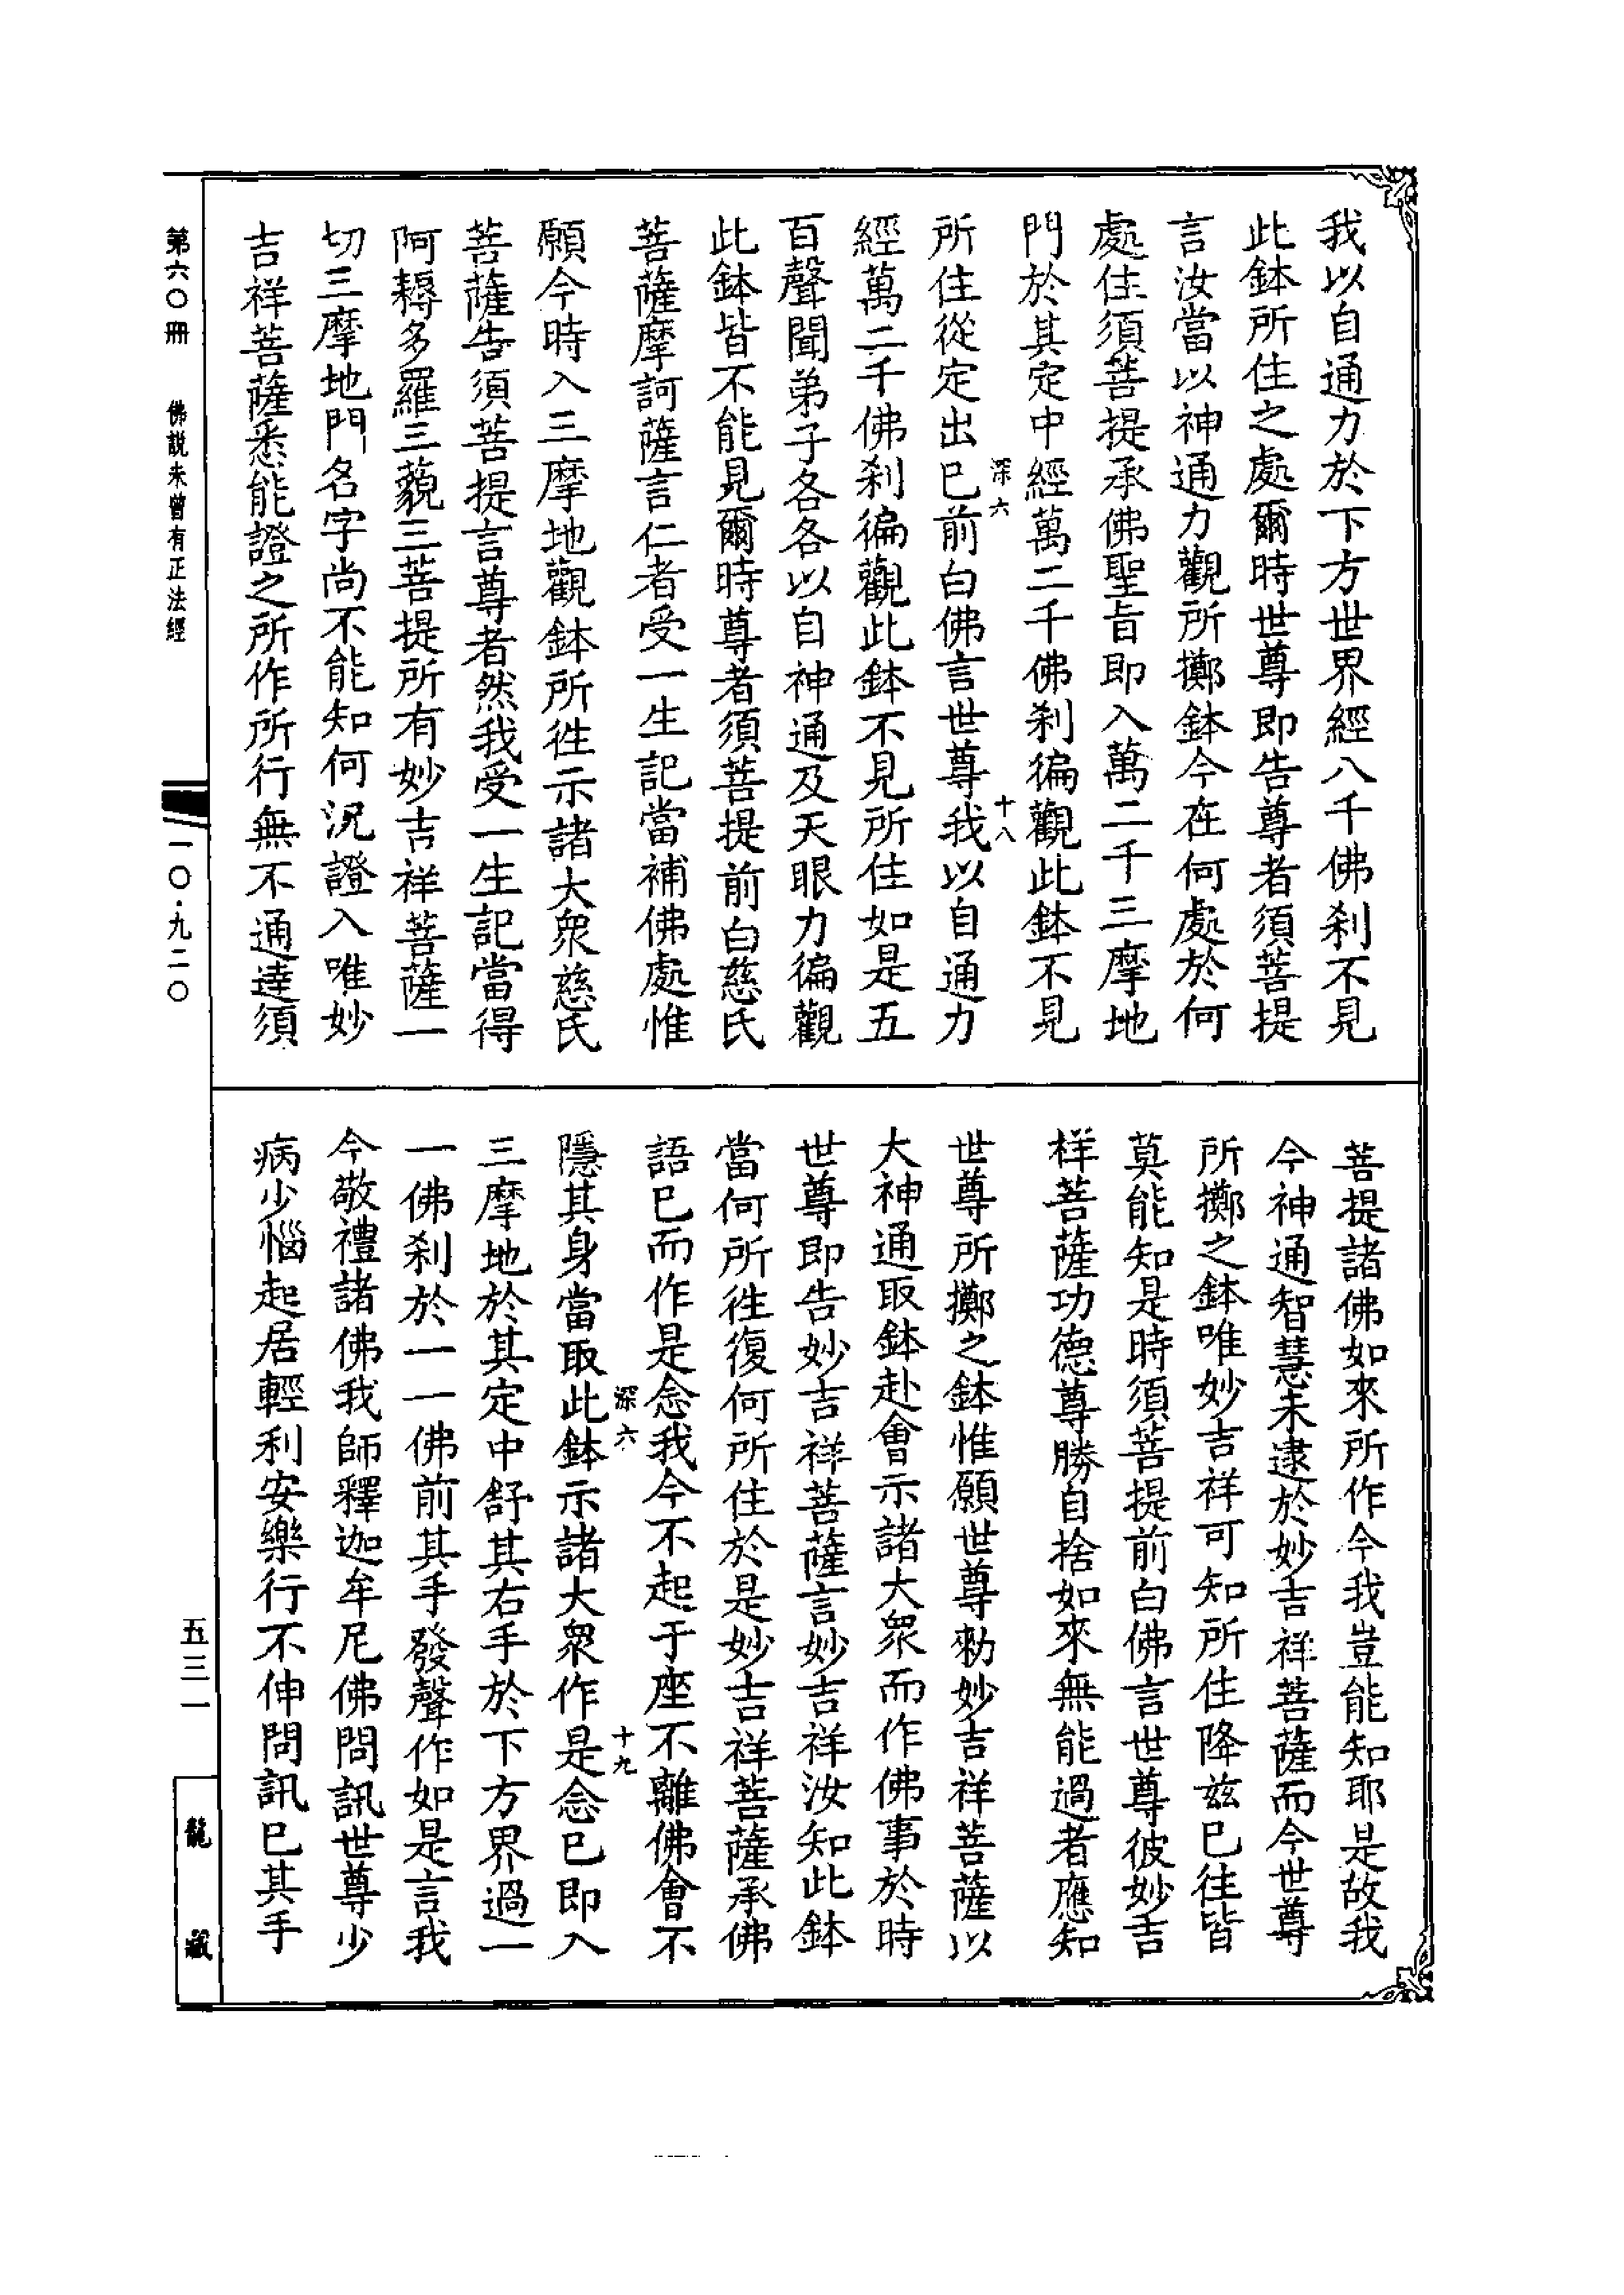 我以自通力於下方世界經八千佛刹不見
此鉢所住之處爾時世尊即告尊者須菩提
言汝當以神通力觀所擲鉢今在何處於何
處住須菩提承佛聖旨即入萬二千三摩地
門於其定中經萬二千佛刹徧觀此鉢不見
深六 十八
所住從定出已前白佛言世尊我以自通力
經萬二千佛刹徧觀此鉢不見所住如是五
百聲聞弟子各各以自神通及天眼力徧觀
此鉢皆不能見爾時尊者須菩提前白慈氏
菩薩摩訶薩言仁者受一生記當補佛處惟
願今時入三摩地觀鉢所徃示諸大衆慈氏
菩薩告須菩提言尊者然我受一生記當得
阿耨多羅三藐三菩提所有妙吉祥菩薩一
切三摩地門名字尚不能知何況證入唯妙
吉祥菩薩悉能證之所作所行無不通達須
菩提諸佛如來所作今我豈能知耶是故我
今神通智慧未逮於妙吉祥菩薩而今世尊
所擲之鉢唯妙吉祥可知所住降兹已往皆
莫能知是時須菩提前白佛言世尊彼妙吉
祥菩薩功德尊勝自捨如來無能過者應知
世尊所擲之鉢惟願世尊勑妙吉祥菩薩以
大神通取鉢赴會示諸大衆而作佛事於時
世尊即告妙吉祥菩薩言妙吉祥汝知此鉢
當何所徃復何所住於是妙吉祥菩薩承佛
語已而作是念我今不起于座不離佛會不
深六 十九
隱其身當取此鉢示諸大衆作是念已即入
三摩地於其定中舒其右手於下方界過一
一佛刹於一一佛前其手發聲作如是言我
今敬禮諸佛我師釋迦牟尼佛問訊世尊少
病少惱起居輕利安樂行不伸問訊已其手
第六〇冊 佛説未曾有正法經
一〇·九二〇
五三一
龍藏